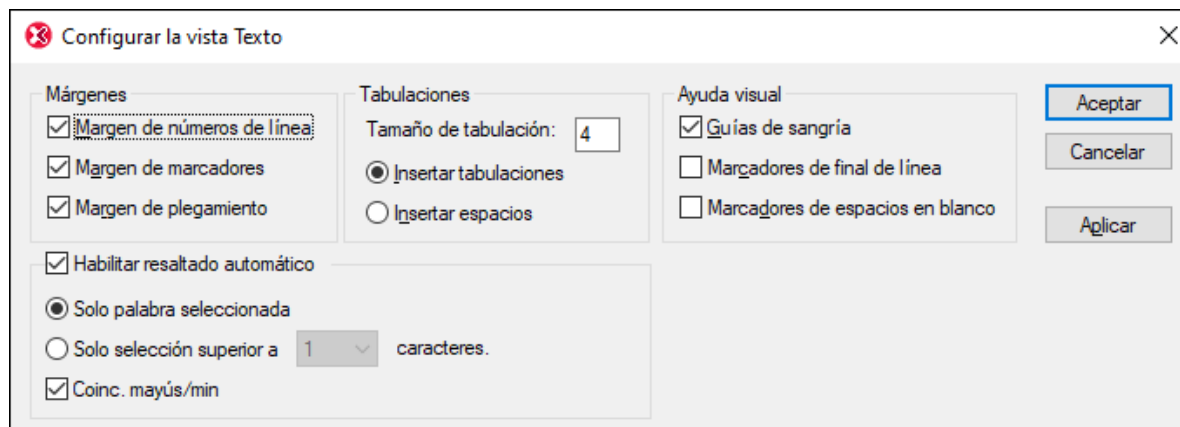 Configurar la vista Texto
Márgenes
Margen de números de línea
Margen de marcadores
Margen de plegamiento
Tabulaciones
Tamaño de tabulación: 4
Insertar tabulaciones
Insertar espacios
Ayuda visual
Guías de sangría
Marcadores de final de línea
Marcadores de espacios en blanco
Aceptar
Cancelar
Aplicar
Habilitar resaltado automático
Solo palabra seleccionada
Solo selección superior a 1 caracteres.
Coinc. mayús/min